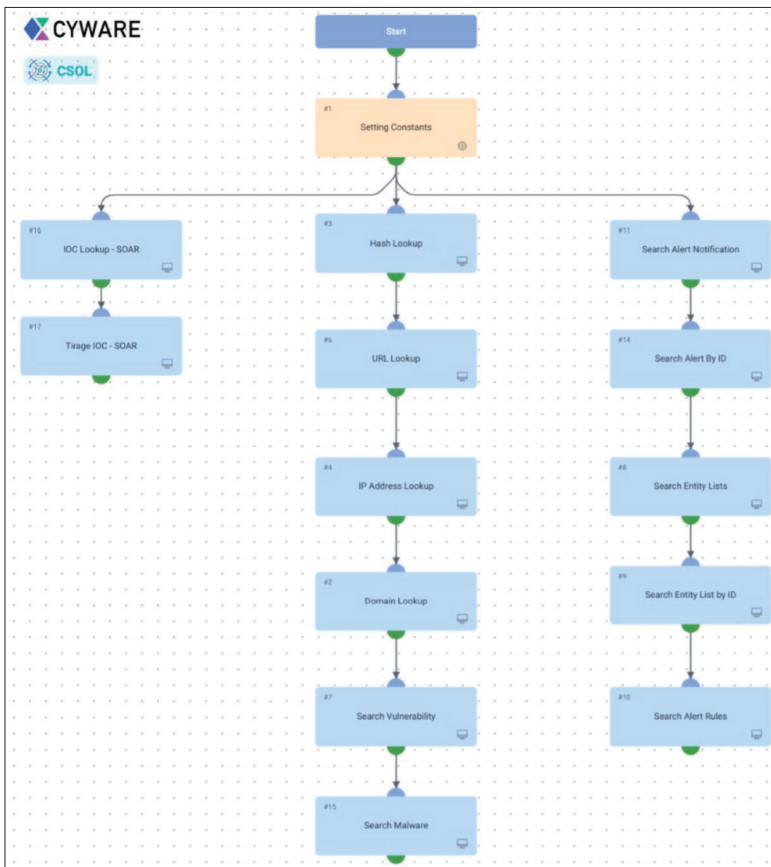 CYWARE
CSOL
Start
#1
Setting Constants
#16
IOC Lookup - SOAR
#17
Tirage IOC - SOAR
#3
Hash Lookup
#6
URL Lookup
#4
IP Address Lookup
#2
Domain Lookup
#7
Search Vulnerability
#15
Search Malware
#11
Search Alert Notification
#14
Search Alert By ID
#8
Search Entity Lists
#9
Search Entity List by ID
#10
Search Alert Rules